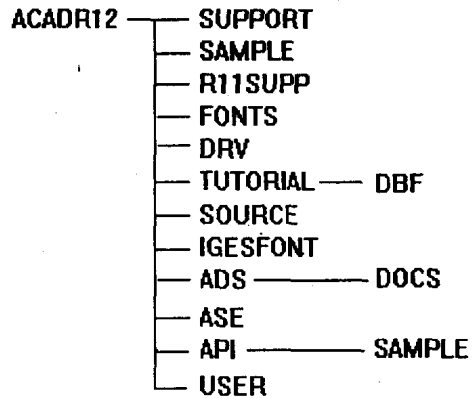 ACADR12 SUPPORT
SAMPLE
R11SUPP
FONTS
DRV
TUTORIAL DBF
SOURCE
IGESFONT
ADS DOCS
ASE
API SAMPLE
USER